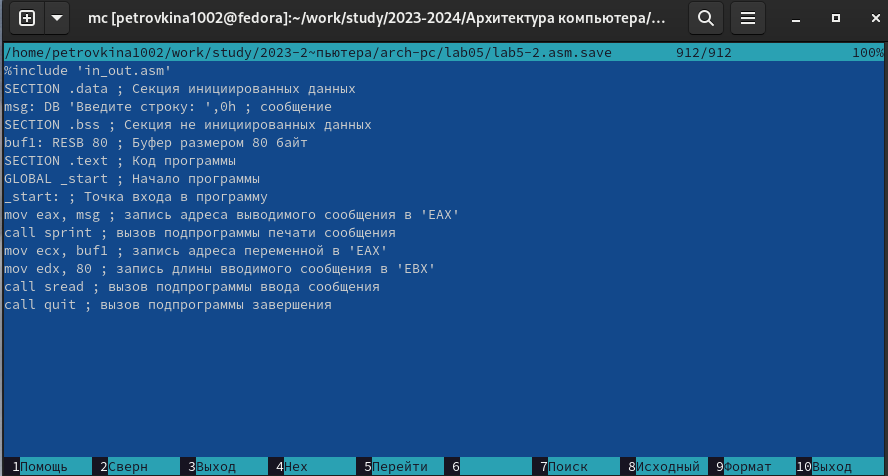 mc [petrovkina1002@fedora]:~/work/study/2023-2024/Архитектура компьютера/...
/home/petrovkina1002/work/study/2023-2~пьютера/arch-pc/lab05/lab5-2.asm.save 912/912 100%
%include 'in_out.asm'
SECTION .data ; Секция инициированных данных
msg: DB 'Введите строку: ',0h ; сообщение
SECTION .bss ; Секция не инициированных данных
buf1: RESB 80 ; Буфер размером 80 байт
SECTION .text ; Код программы
GLOBAL _start ; Начало программы
_start: ; Точка входа в программу
mov eax, msg ; запись адреса выводимого сообщения в 'EAX'
call sprint ; вызов подпрограммы печати сообщения
mov ecx, buf1 ; запись адреса переменной в 'EAX'
mov edx, 80 ; запись длины вводимого сообщения в 'EBX'
call sread ; вызов подпрограммы ввода сообщения
call quit ; вызов подпрограммы завершения
1Помощь 2Сверн 3Выход 4Hex 5Перейти 6 7Поиск 8Исходный 9Формат 10Выход